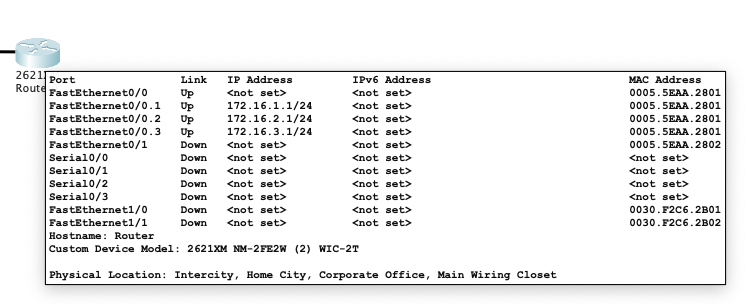 2621
Route
Port Link IP Address IPv6 Address MAC Address
FastEthernet0/0 Up <not set> <not set> 0005.5EAA.2801
FastEthernet0/0.1 Up 172.16.1.1/24 <not set> 0005.5EAA.2801
FastEthernet0/0.2 Up 172.16.2.1/24 <not set> 0005.5EAA.2801
FastEthernet0/0.3 Up 172.16.3.1/24 <not set> 0005.5EAA.2801
FastEthernet0/1 Down <not set> <not set> 0005.5EAA.2802
Serial0/0 Down <not set> <not set> <not set>
Serial0/1 Down <not set> <not set> <not set>
Serial0/2 Down <not set> <not set> <not set>
Serial0/3 Down <not set> <not set> <not set>
FastEthernet1/0 Down <not set> <not set> 0030.F2C6.2B01
FastEthernet1/1 Down <not set> <not set> 0030.F2C6.2B02
Hostname: Router
Custom Device Model: 2621XM NM-2FE2W (2) WIC-2T
Physical Location: Intercity, Home City, Corporate Office, Main Wiring Closet